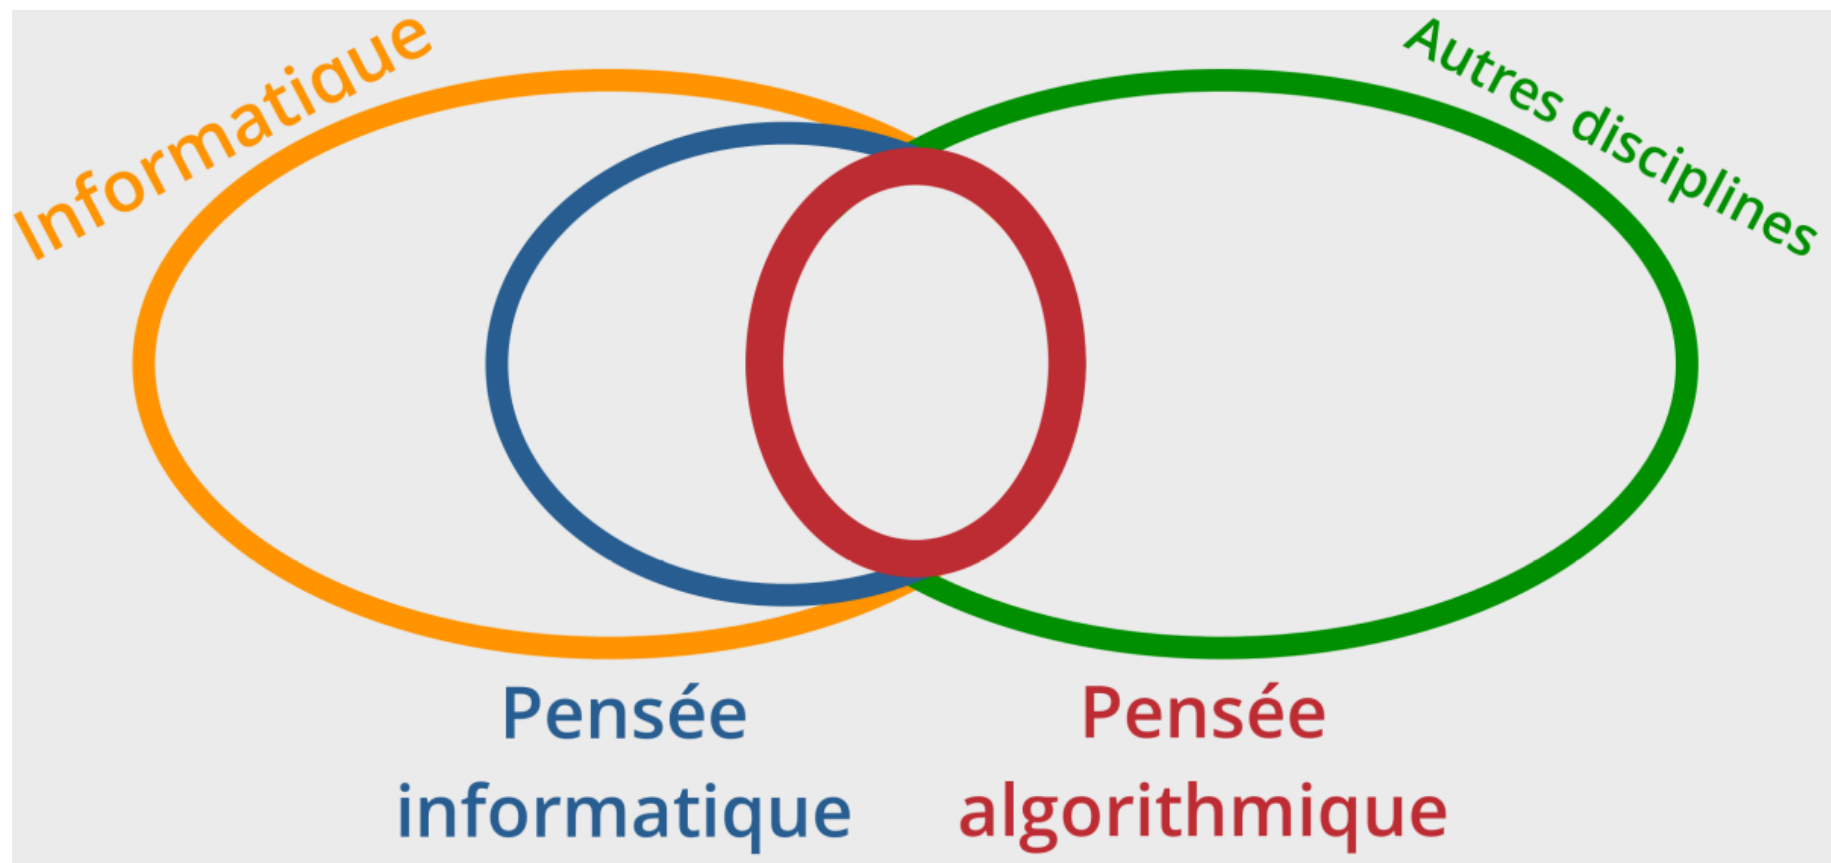 Informatique
Autres disciplines
Pensée
informatique
Pensée
algorithmique